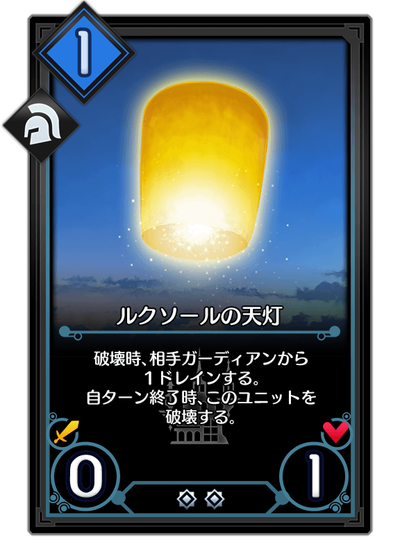 1
ルクソールの天灯
破壊時、相手ガーディアンから
1ドレインする。
自ターン終了時、このユニットを
破壊する。
0
1